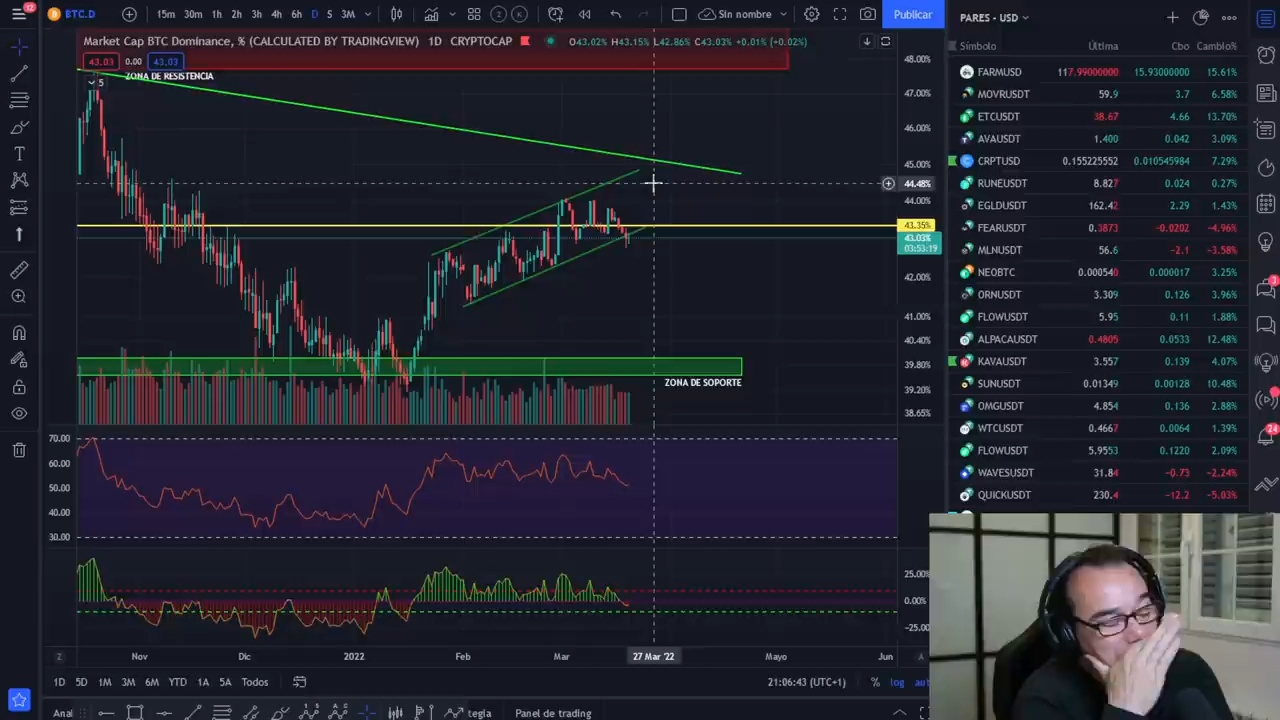 12
BTC.D
15m 30m 1h 2h 3h 4h 6h D S 3M
Sin nombre
Publicar
PARES - USD
Market Cap BTC Dominance, % (CALCULATED BY TRADINGVIEW) 1D CRYPTOCAP
O43.02% H43.15% L42.86% C43.03% +0.01% (+0.02%)
43.03 0.00 43.03
5
ZONA DE RESISTENCIA
48.00%
47.00%
46.00%
45.00%
44.48%
44.00%
43.35%
43.03%
03:53:19
42.00%
41.00%
40.40%
39.80%
39.20%
38.65%
ZONA DE SOPORTE
70.00
60.00
50.00
40.00
30.00
25.00%
0.00%
−25.00
Nov Dic 2022 Feb Mar 27 Mar '22 Mayo Jun
Z
A
1D 5D 1M 3M 6M YTD 1A 5A Todos
21:06:43 (UTC+1)
% log aut
Anal
tegia
Panel de trading
Símbolo Última Cbo Cambio%
FARMUSD 117.99000000 15.93000000 15.61%
MOVRUSDT 59.9 3.7 6.58%
ETCUSDT 38.67 4.66 13.70%
AVAUSDT 1.400 0.042 3.09%
CRPTUSD 0.155225552 0.010545984 7.29%
RUNEUSDT 8.827 0.024 0.27%
EGLDUSDT 162.42 2.29 1.43%
FEARUSDT 0.3873 −0.0202 −4.96%
MLNUSDT 56.6 −2.1 −3.58%
NEOBTC 0.000540 0.000017 3.25%
ORNUSDT 3.309 0.126 3.96%
FLOWUSDT 5.95 0.11 1.88%
ALPACAUSDT 0.4805 0.0533 12.48%
KAVAUSDT 3.557 0.139 4.07%
SUNUSDT 0.01349 0.00128 10.48%
OMGUSDT 4.854 0.136 2.88%
WTCUSDT 0.4667 0.0064 1.39%
FLOWUSDT 5.9553 0.1220 2.09%
WAVESUSDT 31.84 −0.73 −2.24%
QUICKUSDT 230.4 −12.2 −5.03%
3
24